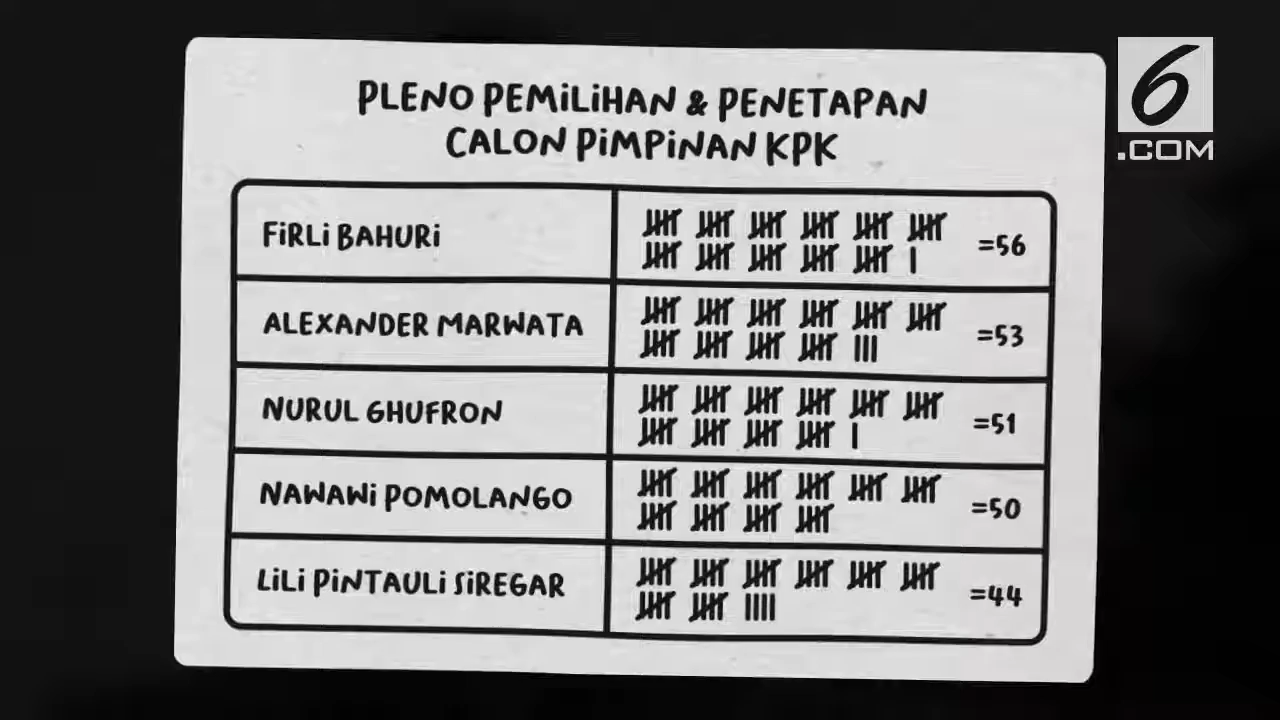 PLENO PEMILIHAN & PENETAPAN
CALON PIMPINAN KPK
FIRLI BAHURI =56
ALEXANDER MARWATA =53
NURUL GHUFRON =51
NAWAWI POMOLANGO =50
LILI PINTAULI SIREGAR =44
6
.COM